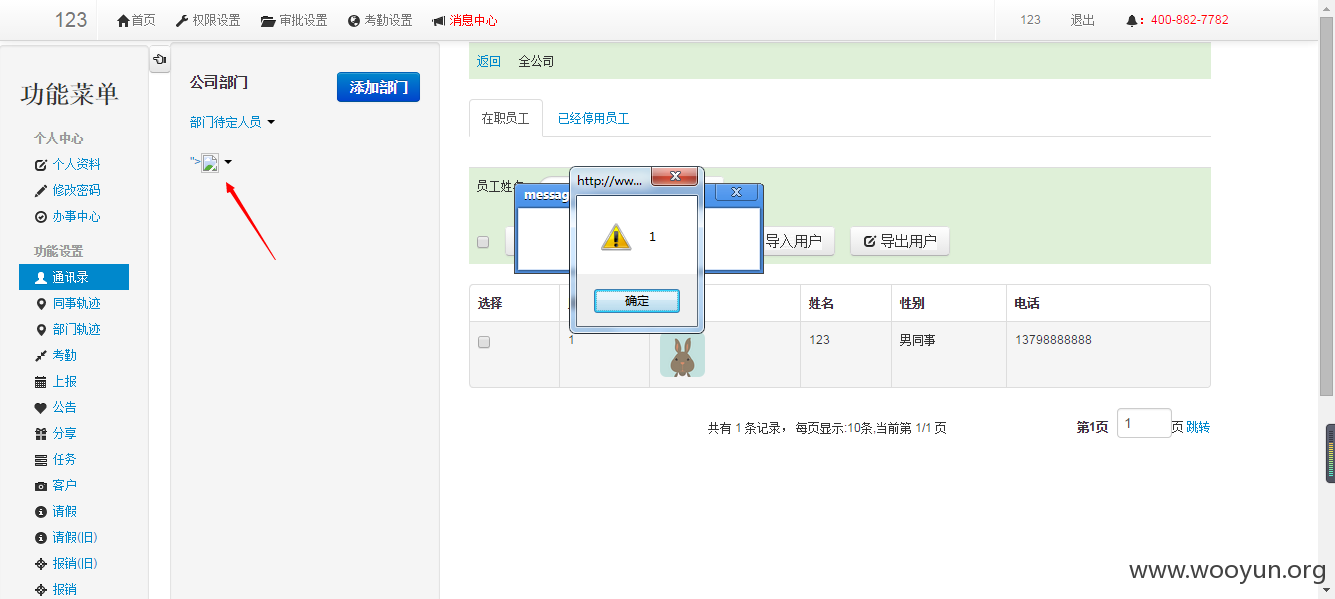 123 首页 权限设置 审批设置 考勤设置 消息中心 123 退出 : 400-882-7782
功能菜单
个人中心
个人资料
修改密码
办事中心
功能设置
通讯录
同事轨迹
部门轨迹
考勤
上报
公告
分享
任务
客户
请假
请假(旧)
报销(旧)
报销
公司部门 添加部门
部门待定人员
">
返回 全公司
在职员工 已经停用员工
员工姓
messag
http://ww...
1
确定
导入用户 导出用户
选择 姓名 性别 电话
1 123 男同事 13798888888
共有 1 条记录， 每页显示:10条,当前第 1/1 页 第1页 1 页 跳转
www.wooyun.org